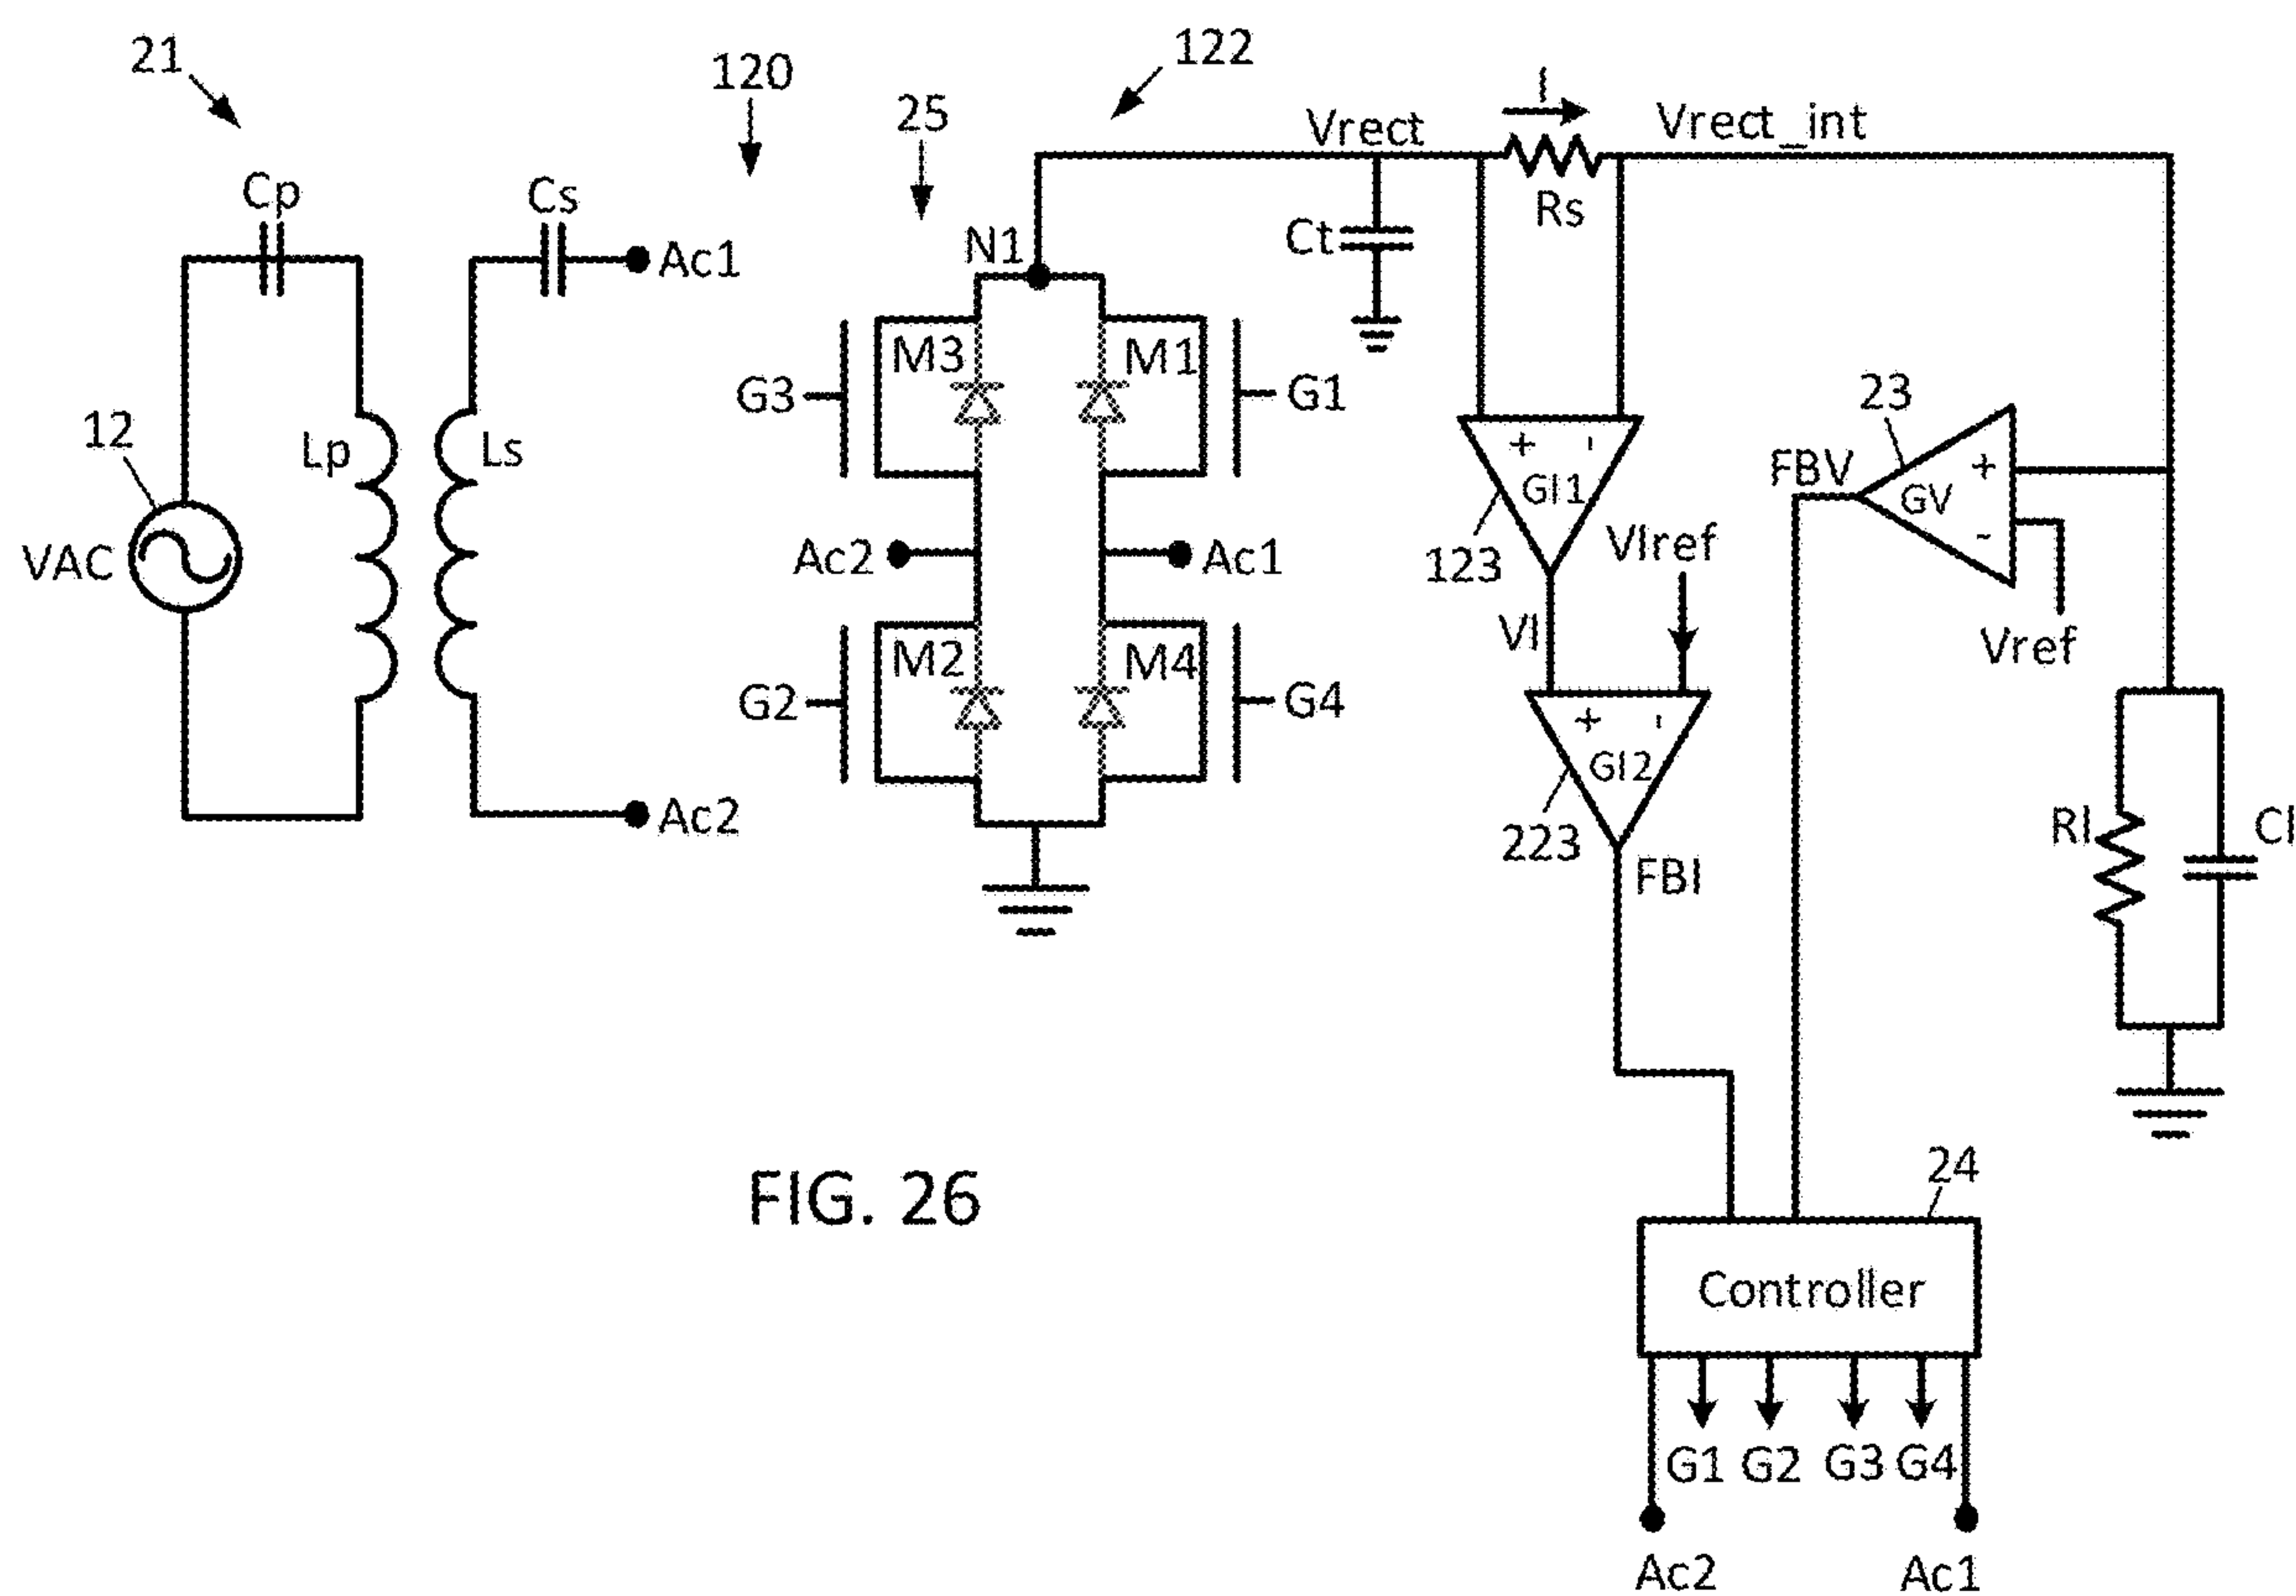 21
120
122
25
I
Vrect
Vrect_int
Cp
Cs
Rs
Ct
N1
Ac1
M3
M1
G3
G1
12
Lp
Ls
VAC
+
-
GI1
123
23
FBV
+
GV
-
Vref
Ac2
Ac1
VIref
VI
M2
M4
G2
G4
+
-
GI2
223
FBI
Ac2
Rl
Cl
FIG. 26
24
Controller
G1 G2 G3 G4
Ac2
Ac1